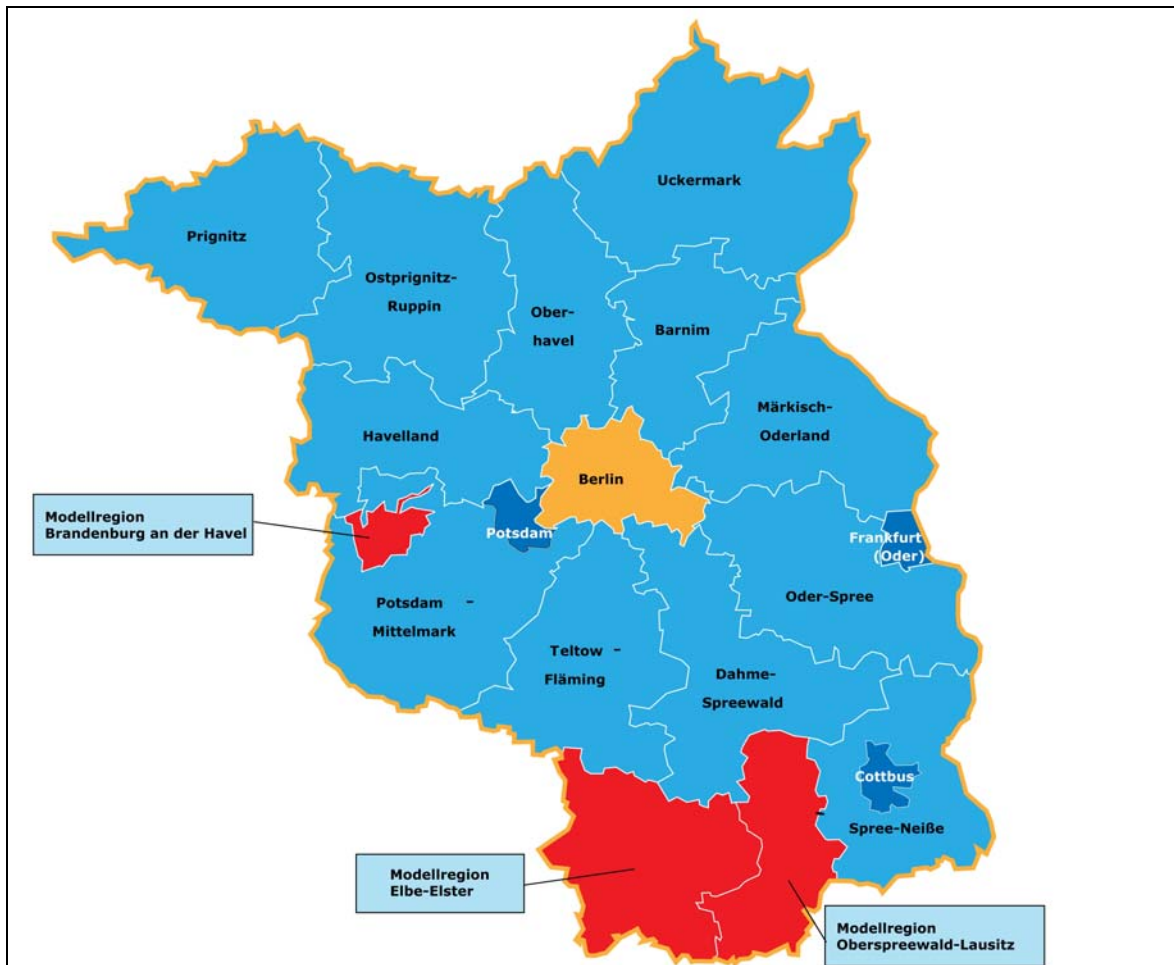 Uckermark
Prignitz
Ostprignitz-
Ruppin
Ober-
havel
Barnim
Märkisch-
Oderland
Havelland
Berlin
Modellregion
Brandenburg an der Havel
Potsdam
Frankfurt
(Oder)
Oder-Spree
Potsdam –
Mittelmark
Teltow –
Fläming
Dahme-
Spreewald
Cottbus
Spree-Neiße
Modellregion
Elbe-Elster
Modellregion
Oberspreewald-Lausitz